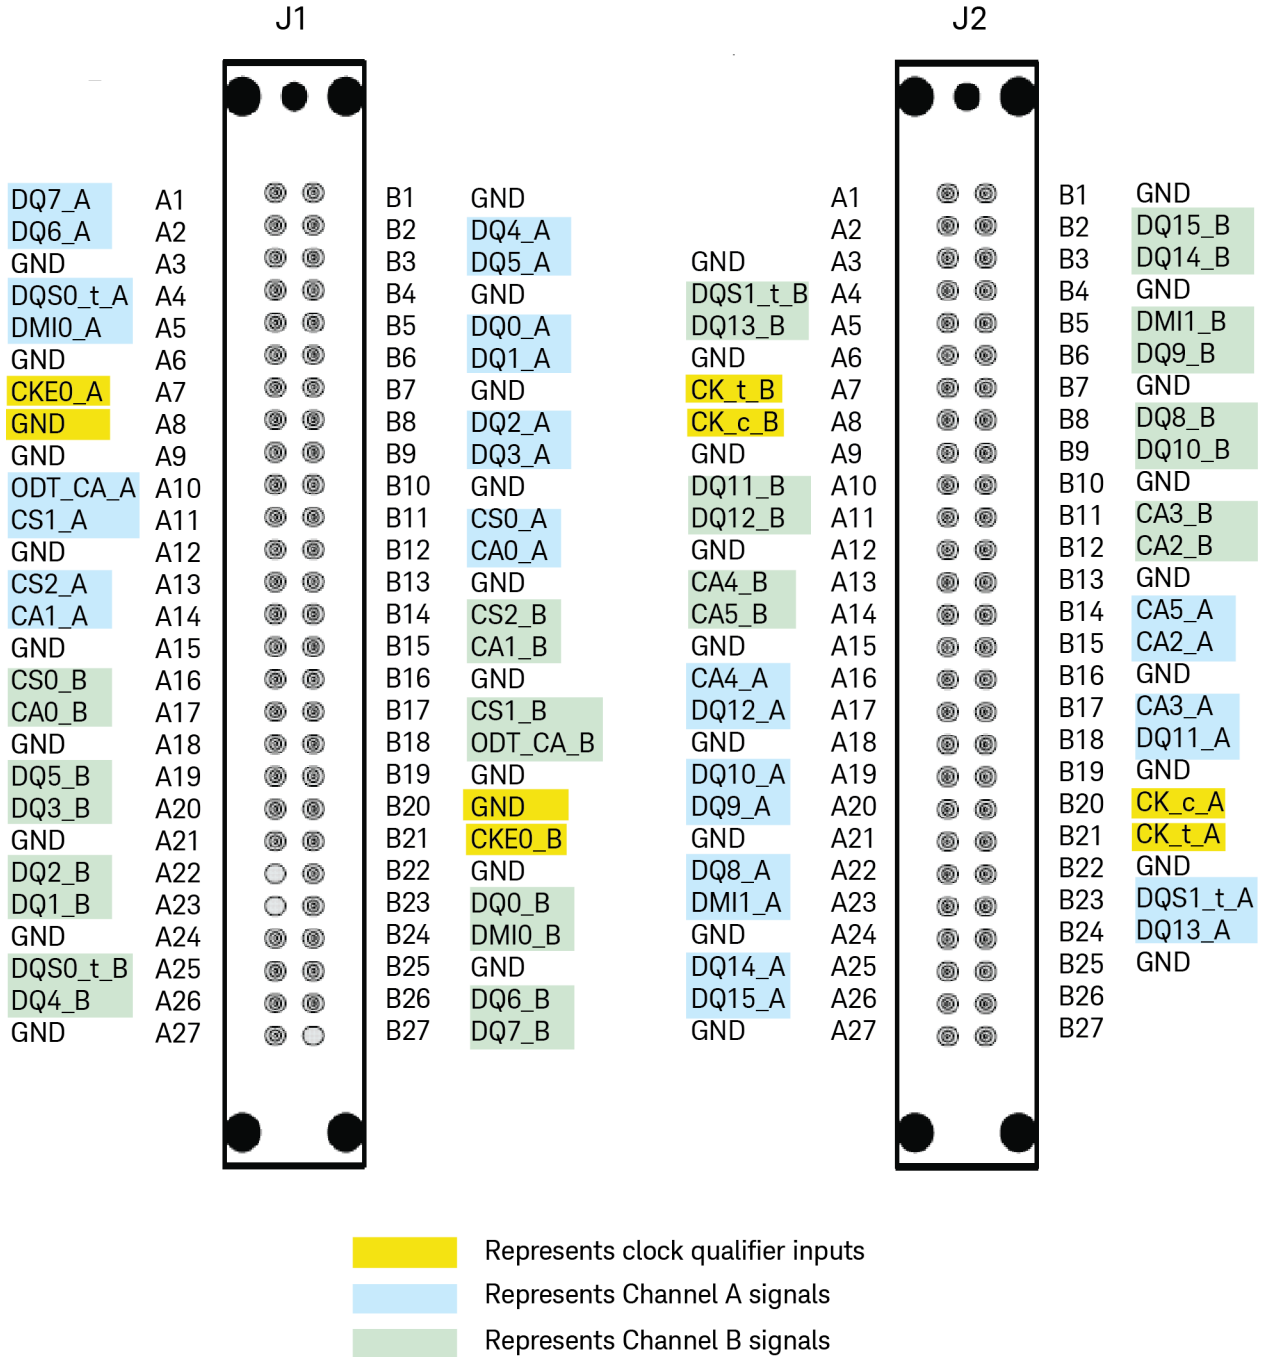 J1 J2
DQ7_A A1 B1 GND A1 B1 GND
DQ6_A A2 B2 DQ4_A A2 B2 DQ15_B
GND A3 B3 DQ5_A GND A3 B3 DQ14_B
DQS0_t_A A4 B4 GND DQS1_t_B A4 B4 GND
DMI0_A A5 B5 DQ0_A DQ13_B A5 B5 DMI1_B
GND A6 B6 DQ1_A GND A6 B6 DQ9_B
CKE0_A A7 B7 GND CK_t_B A7 B7 GND
GND A8 B8 DQ2_A CK_c_B A8 B8 DQ8_B
GND A9 B9 DQ3_A GND A9 B9 DQ10_B
ODT_CA_A A10 B10 GND DQ11_B A10 B10 GND
CS1_A A11 B11 CS0_A DQ12_B A11 B11 CA3_B
GND A12 B12 CA0_A GND A12 B12 CA2_B
CS2_A A13 B13 GND CA4_B A13 B13 GND
CA1_A A14 B14 CS2_B CA5_B A14 B14 CA5_A
GND A15 B15 CA1_B GND A15 B15 CA2_A
CS0_B A16 B16 GND CA4_A A16 B16 GND
CA0_B A17 B17 CS1_B DQ12_A A17 B17 CA3_A
GND A18 B18 ODT_CA_B GND A18 B18 DQ11_A
DQ5_B A19 B19 GND DQ10_A A19 B19 GND
DQ3_B A20 B20 GND DQ9_A A20 B20 CK_c_A
GND A21 B21 CKE0_B GND A21 B21 CK_t_A
DQ2_B A22 B22 GND DQ8_A A22 B22 GND
DQ1_B A23 B23 DQ0_B DMI1_A A23 B23 DQS1_t_A
GND A24 B24 DMI0_B GND A24 B24 DQ13_A
DQS0_t_B A25 B25 GND DQ14_A A25 B25 GND
DQ4_B A26 B26 DQ6_B DQ15_A A26 B26
GND A27 B27 DQ7_B GND A27 B27
Represents clock qualifier inputs
Represents Channel A signals
Represents Channel B signals